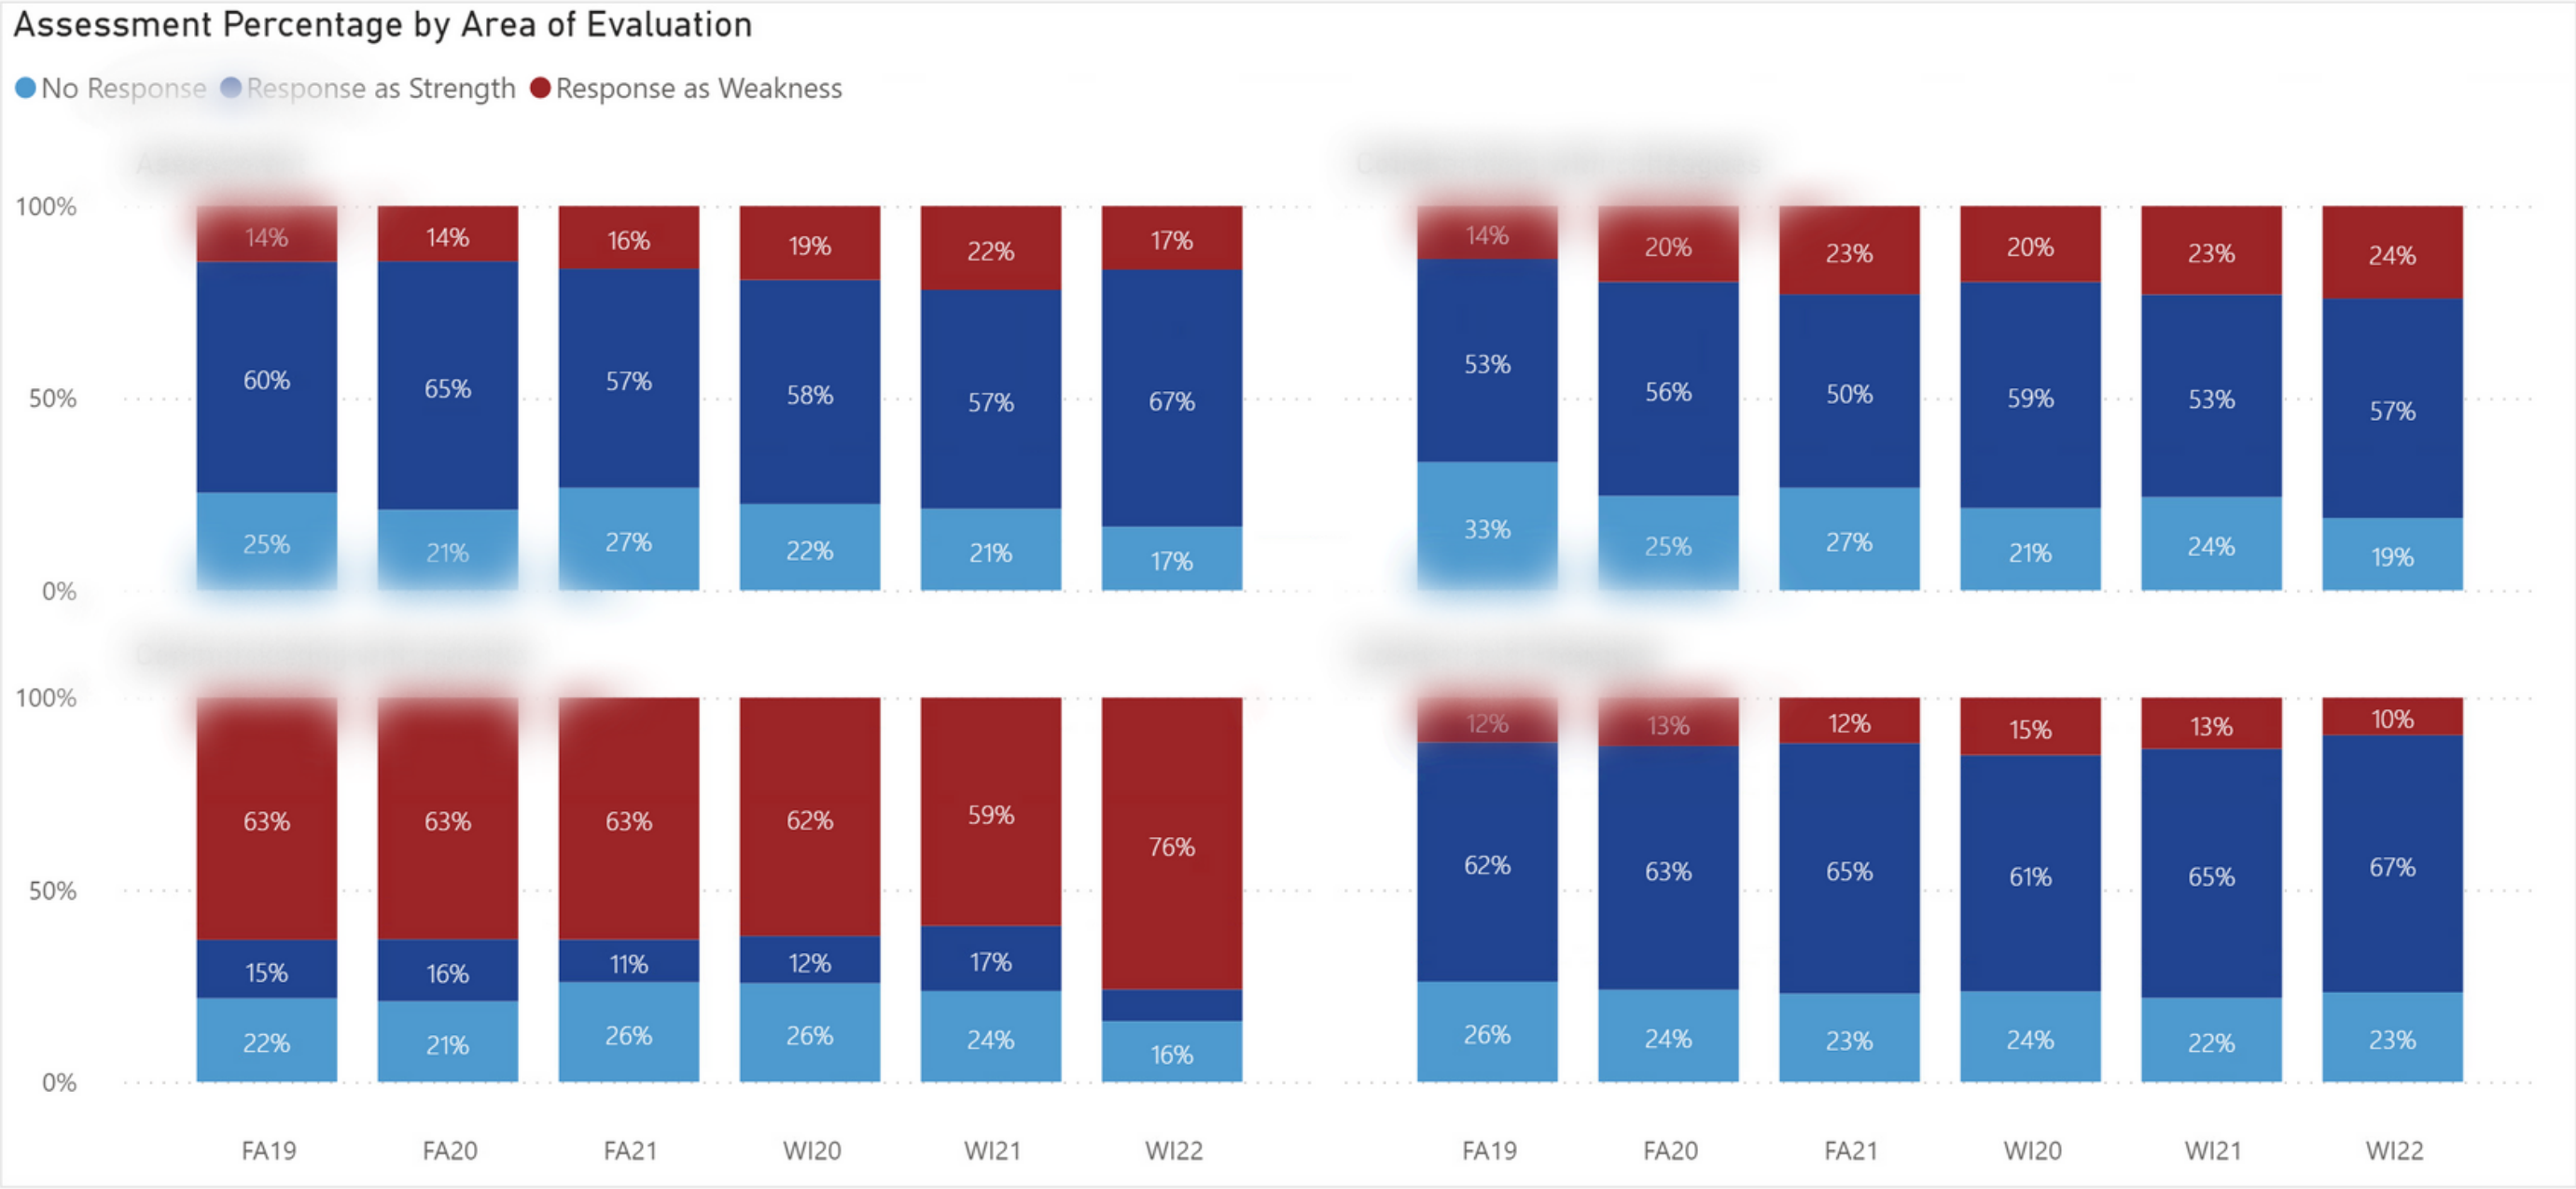 Assessment Percentage by Area of Evaluation
No Response Response as Strength Response as Weakness
100% 14% 14% 16% 19% 22% 17%
50% 60% 65% 57% 58% 57% 67%
0% 25% 21% 27% 22% 21% 17%
14% 20% 23% 20% 23% 24%
53% 56% 50% 59% 53% 57%
33% 25% 27% 21% 24% 19%
100% 63% 63% 63% 62% 59% 76%
50% 15% 16% 11% 12% 17%
0% 22% 21% 26% 26% 24% 16%
12% 13% 12% 15% 13% 10%
62% 63% 65% 61% 65% 67%
26% 24% 23% 24% 22% 23%
FA19 FA20 FA21 WI20 WI21 WI22 FA19 FA20 FA21 WI20 WI21 WI22